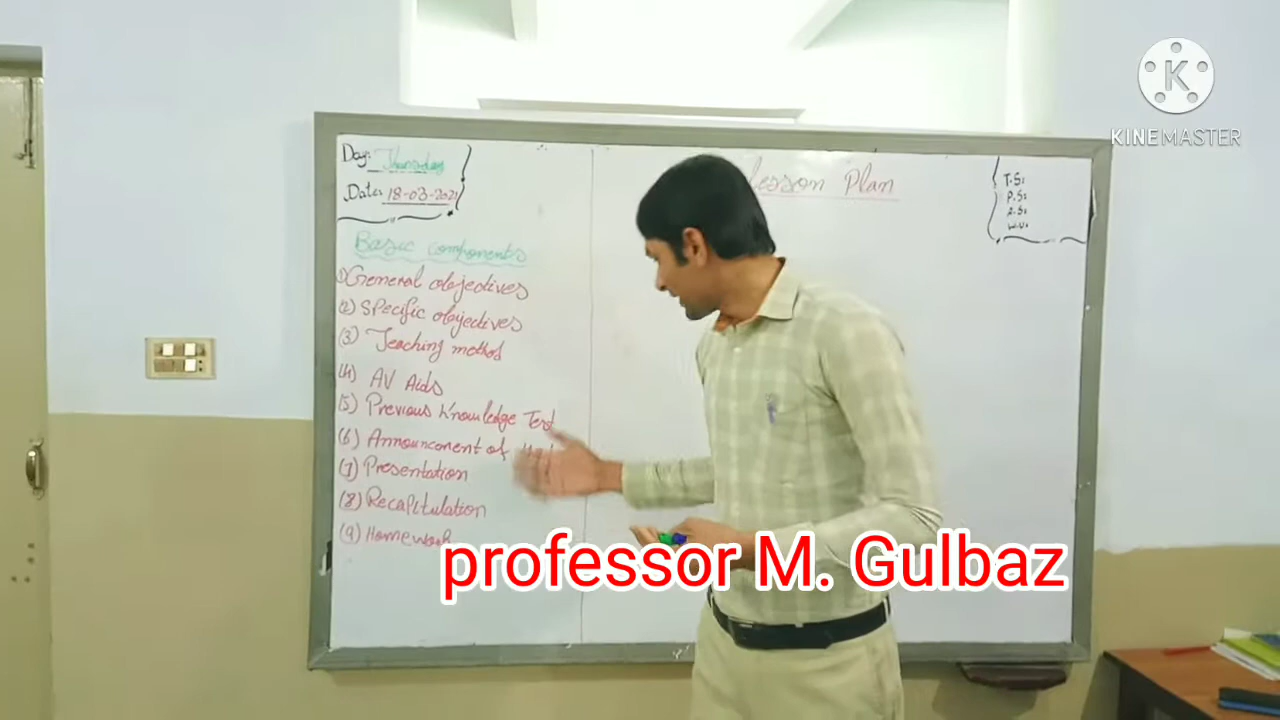 Day: Thursday
Date: 18-03-2021
Lesson Plan
T.S:
P.S:
Basic components
(1) General objectives
(2) Specific objectives
(3) Teaching method
(4) AV Aids
(5) Previous Knowledge Test
(6) Announcment of
(7) Presentation
(8) Recapitulation
(9) Homework
professor M. Gulbaz
K
KINEMASTER